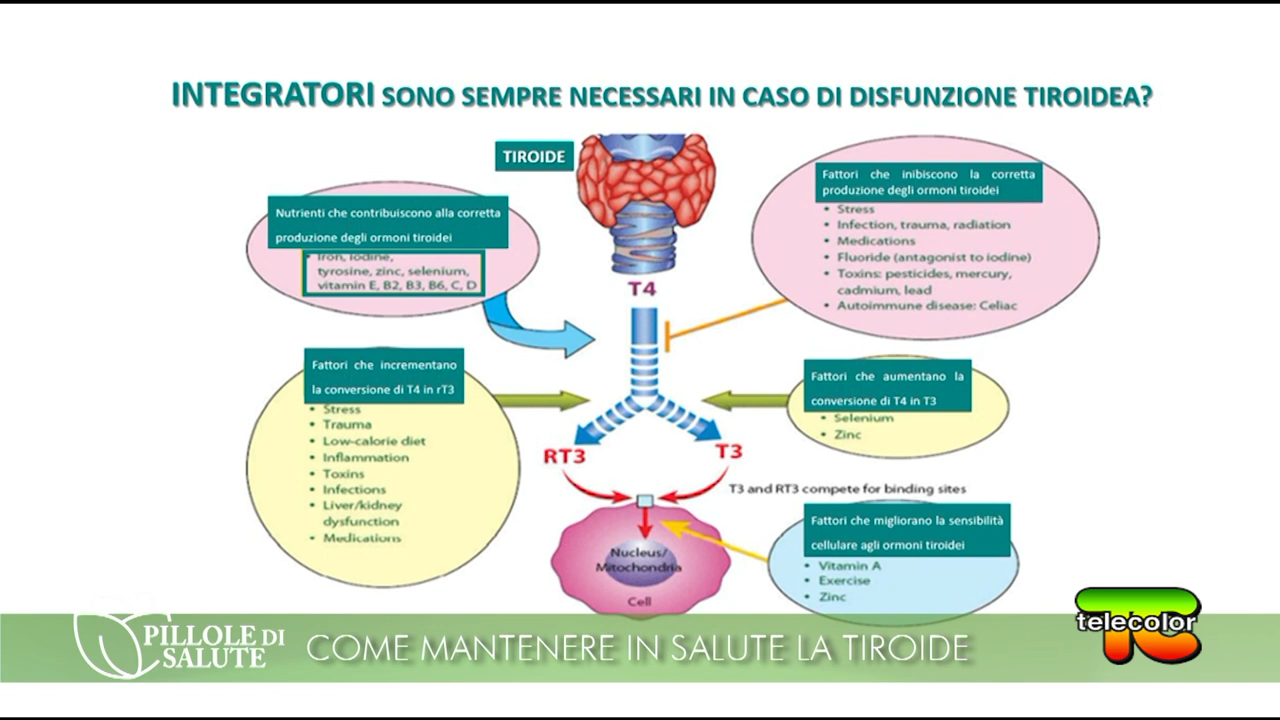 INTEGRATORI SONO SEMPRE NECESSARI IN CASO DI DISFUNZIONE TIROIDEA?
TIROIDE
Nutrienti che contribuiscono alla corretta
produzione degli ormoni tiroidei
• Iron, Iodine,
tyrosine, zinc, selenium,
vitamin E, B2, B3, B6, C, D
Fattori che inibiscono la corretta
produzione degli ormoni tiroidei
• Stress
• Infection, trauma, radiation
• Medications
• Fluoride (antagonist to iodine)
• Toxins: pesticides, mercury,
cadmium, lead
• Autoimmune disease: Celiac
T4
Fattori che incrementano
la conversione di T4 in rT3
• Stress
• Trauma
• Low-calorie diet
• Inflammation
• Toxins
• Infections
• Liver/kidney
dysfunction
• Medications
Fattori che aumentano la
conversione di T4 in T3
• Selenium
• Zinc
RT3
T3
T3 and RT3 compete for binding sites
Nucleus/
Mitochondria
Cell
Fattori che migliorano la sensibilità
cellulare agli ormoni tiroidei
• Vitamin A
• Exercise
• Zinc
PILLOLE DI
SALUTE
COME MANTENERE IN SALUTE LA TIROIDE
TC
telecolor